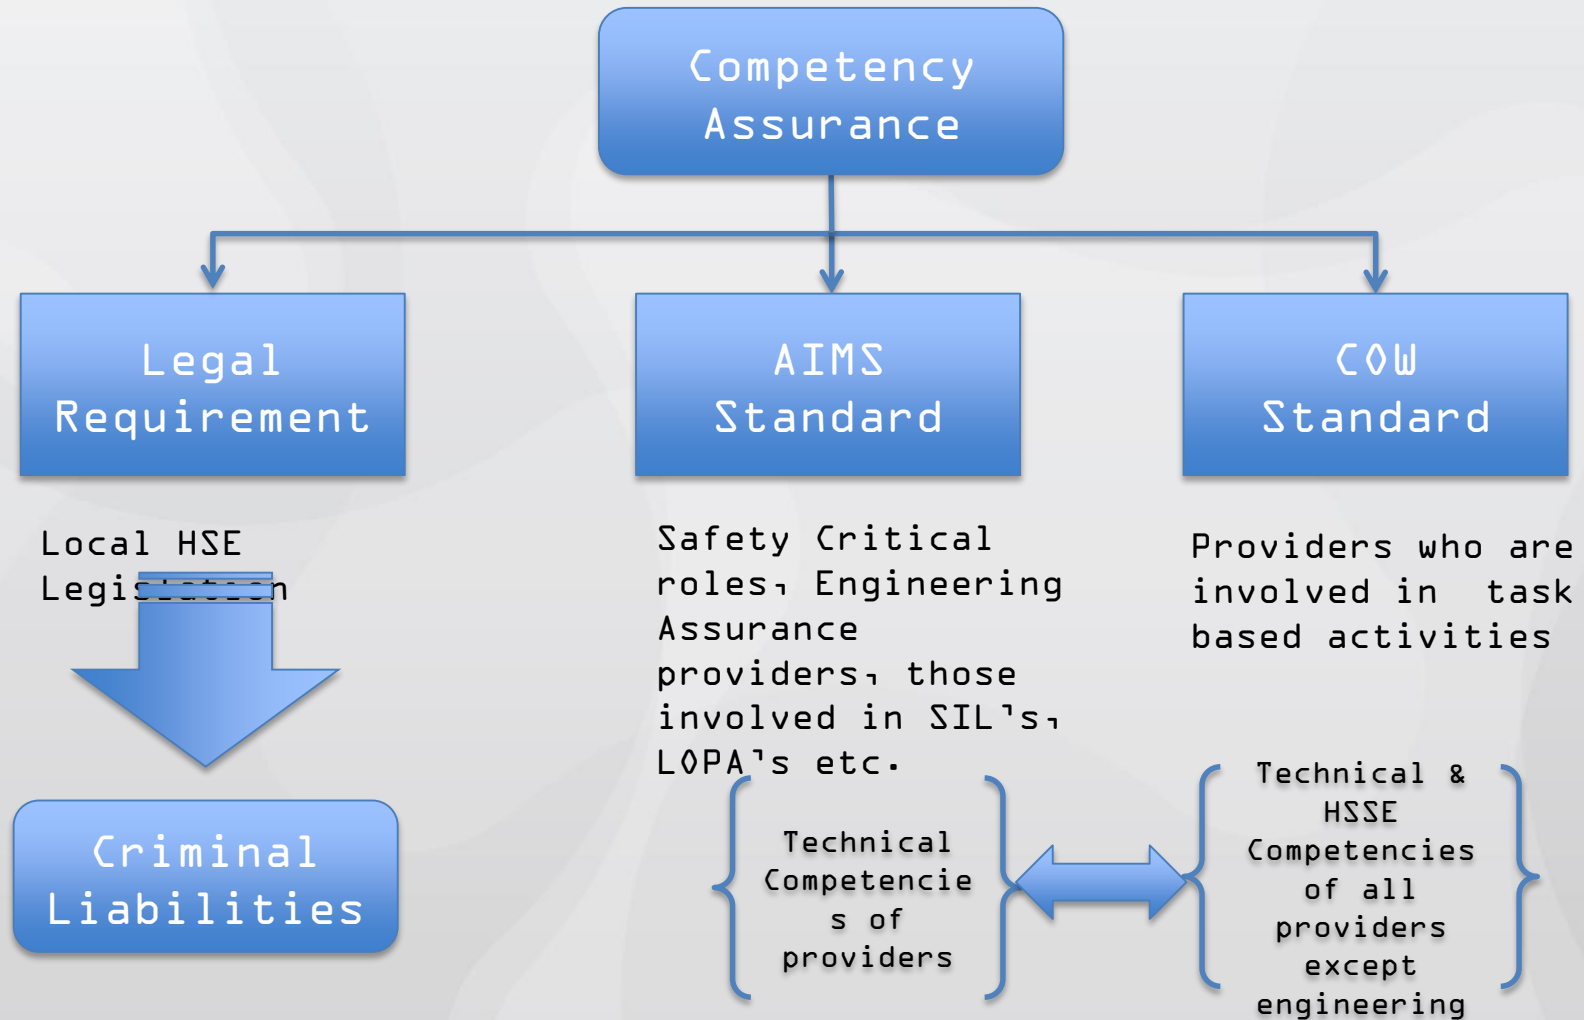 Competency
Assurance
Legal
Requirement
AIMS
Standard
COW
Standard
Local HSE
Legislation
Safety Critical
roles, Engineering
Assurance
providers, those
involved in SIL's,
LOPA's etc.
Providers who are
involved in task
based activities
Criminal
Liabilities
Technical
Competencie
s of
providers
Technical &
HSSE
Competencies
of all
providers
except
engineering